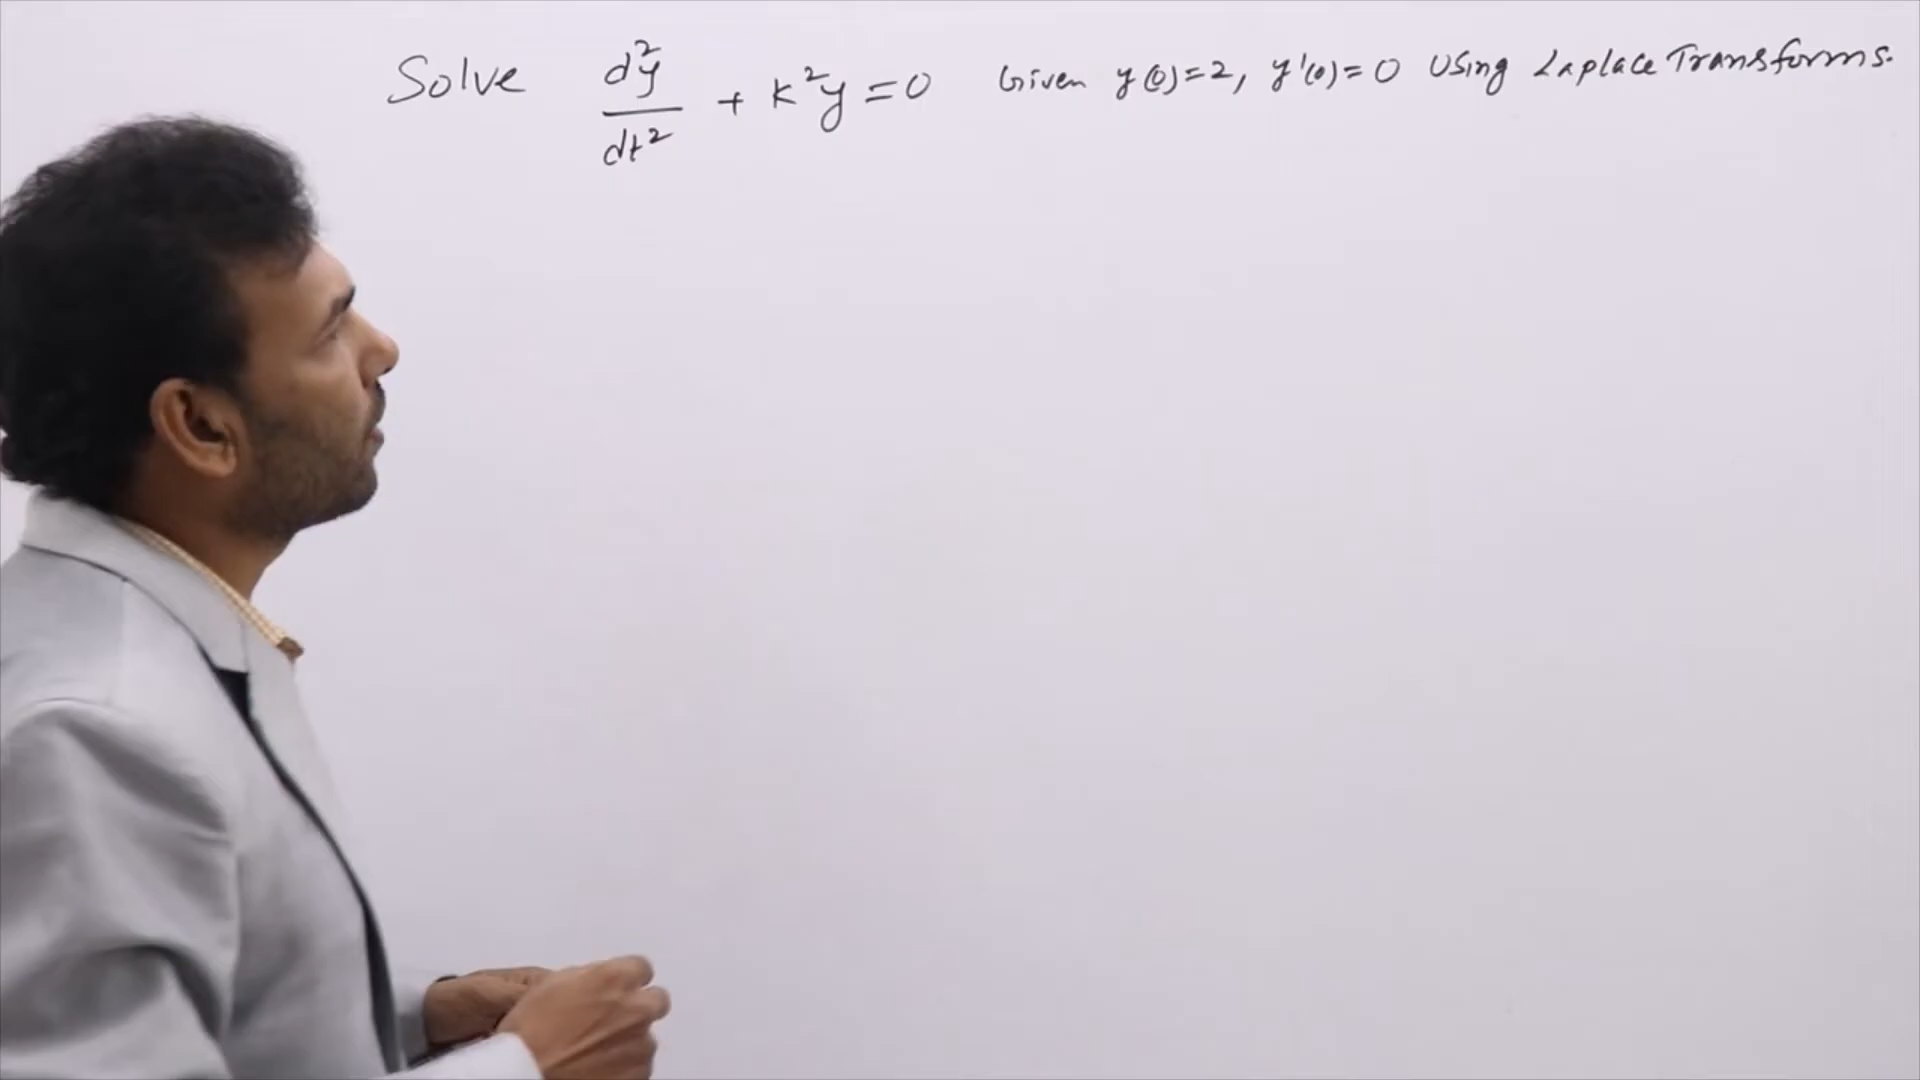 Solve d²y/dt² + k²y = 0 Given y(0)=2, y'(0)=0 Using Laplace Transforms.